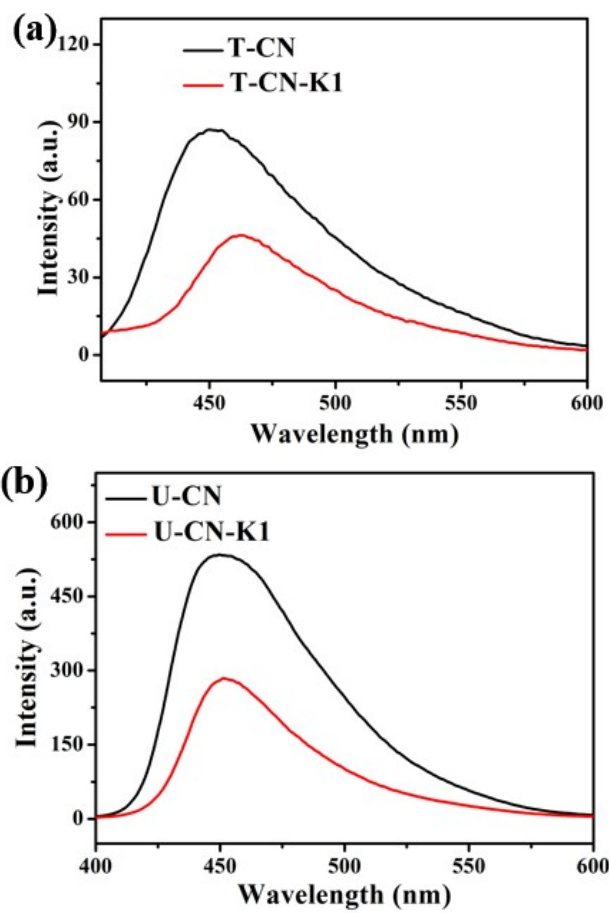 (a)
T-CN
T-CN-K1
120
90
60
30
0
Intensity (a.u.)
450
500
550
600
Wavelength (nm)
(b)
U-CN
U-CN-K1
600
450
300
150
0
Intensity (a.u.)
400
450
500
550
600
Wavelength (nm)